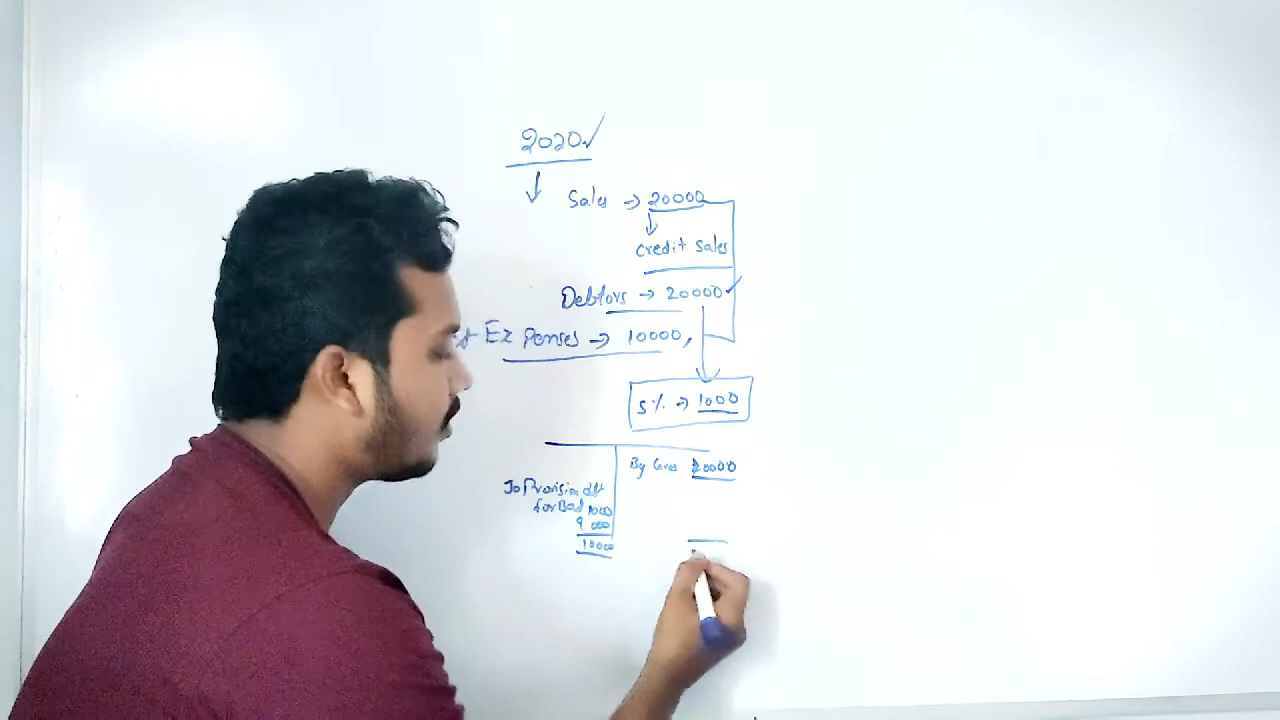 2020✓
Sales → 20000
credit sales
Debtors → 20000
Expenses → 10000,
5% → 1000
By Gross 20000
To Provision
for Bad 1000
9000
10000